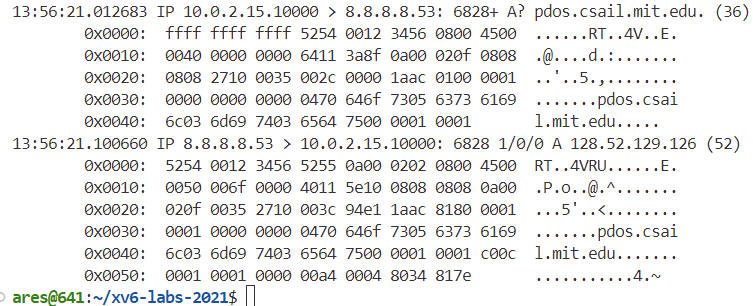 13:56:21.012683 IP 10.0.2.15.10000 > 8.8.8.8.53: 6828+ A? pdos.csail.mit.edu. (36)
0x0000:  ffff ffff ffff 5254 0012 3456 0800 4500  ......RT..4V..E.
0x0010:  0040 0000 0000 6411 3a8f 0a00 020f 0808  .@....d.:.......
0x0020:  0808 2710 0035 002c 0000 1aac 0100 0001  ..'..5.,........
0x0030:  0000 0000 0000 0470 646f 7305 6373 6169  .......pdos.csai
0x0040:  6c03 6d69 7403 6564 7500 0001 0001       l.mit.edu.....
13:56:21.100660 IP 8.8.8.8.53 > 10.0.2.15.10000: 6828 1/0/0 A 128.52.129.126 (52)
0x0000:  5254 0012 3456 5255 0a00 0202 0800 4500  RT..4VRU......E.
0x0010:  0050 006f 0000 4011 5e10 0808 0808 0a00  .P.o..@.^.......
0x0020:  020f 0035 2710 003c 94e1 1aac 8180 0001  ...5'..<........
0x0030:  0001 0000 0000 0470 646f 7305 6373 6169  .......pdos.csai
0x0040:  6c03 6d69 7403 6564 7500 0001 0001 c00c  l.mit.edu.......
0x0050:  0001 0001 0000 00a4 0004 8034 817e       ...........4.~
ares@641:~/xv6-labs-2021$